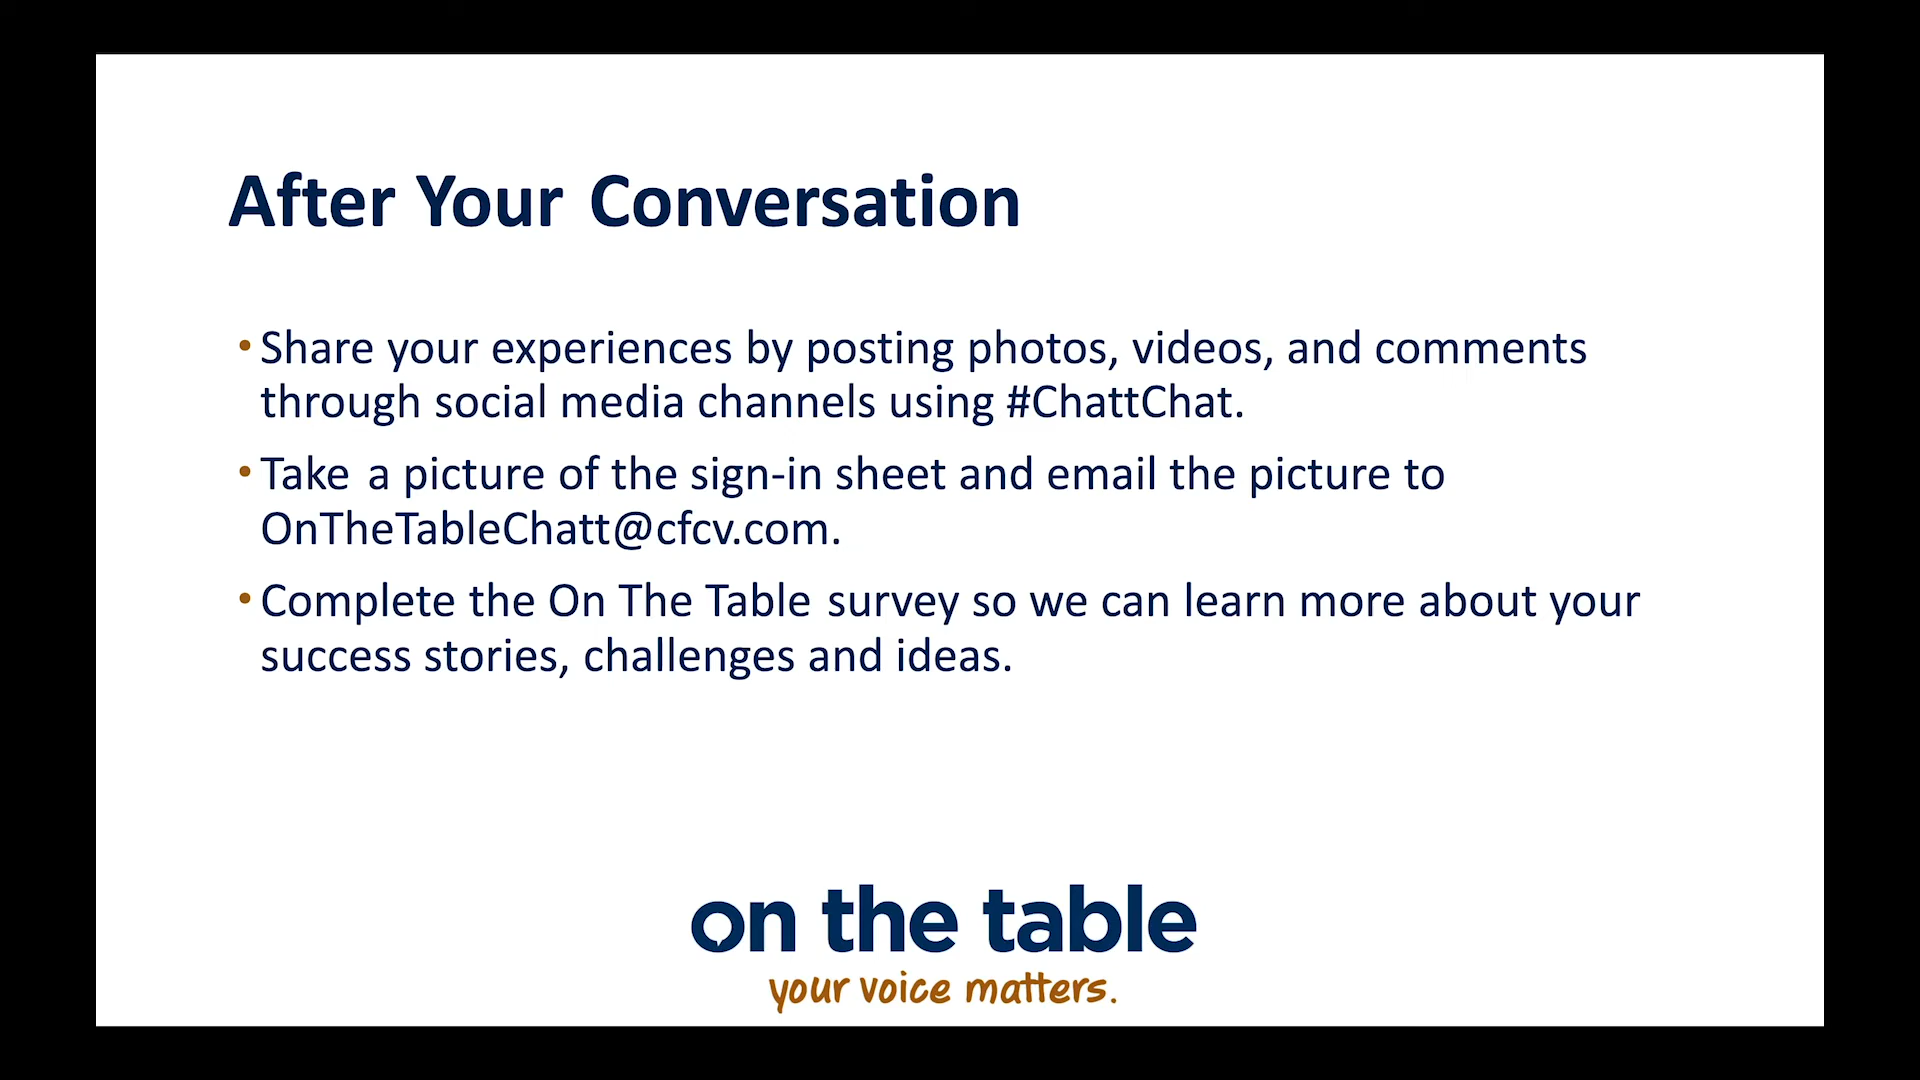 After Your Conversation
•Share your experiences by posting photos, videos, and comments
through social media channels using #ChattChat.
•Take a picture of the sign-in sheet and email the picture to
OnTheTableChatt@cfcv.com.
•Complete the On The Table survey so we can learn more about your
success stories, challenges and ideas.
on the table
your voice matters.